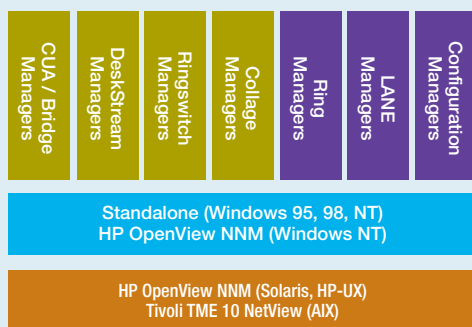 CUA / Bridge
Managers
DeskStream
Managers
Ringswitch
Managers
Collage
Managers
Ring
Managers
LANE
Managers
Configuration
Managers
Standalone (Windows 95, 98, NT)
HP OpenView NNM (Windows NT)
HP OpenView NNM (Solaris, HP-UX)
Tivoli TME 10 NetView (AIX)